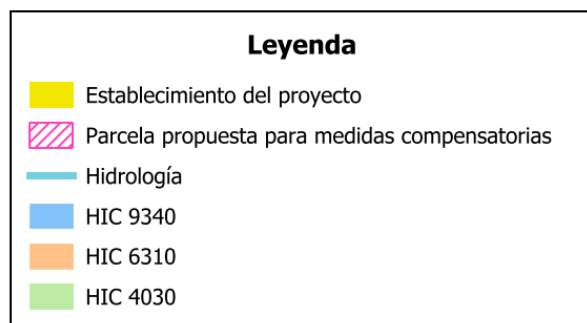 Leyenda
Establecimiento del proyecto
Parcela propuesta para medidas compensatorias
Hidrología
HIC 9340
HIC 6310
HIC 4030